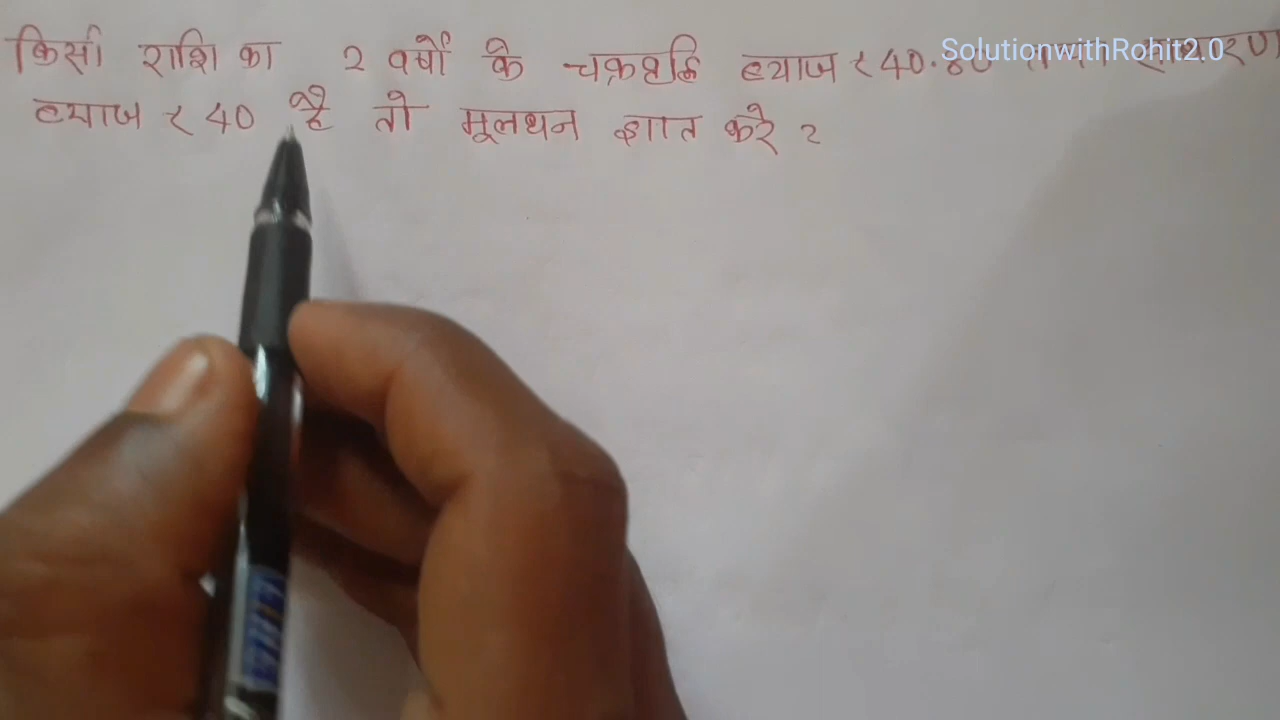 किसी राशि का 2 वर्षो के चक्रवृद्धि ब्याज ₹ 40.80
SolutionwithRohit2.0
ब्याज ₹ 40 है तो मूलधन ज्ञात करे ?